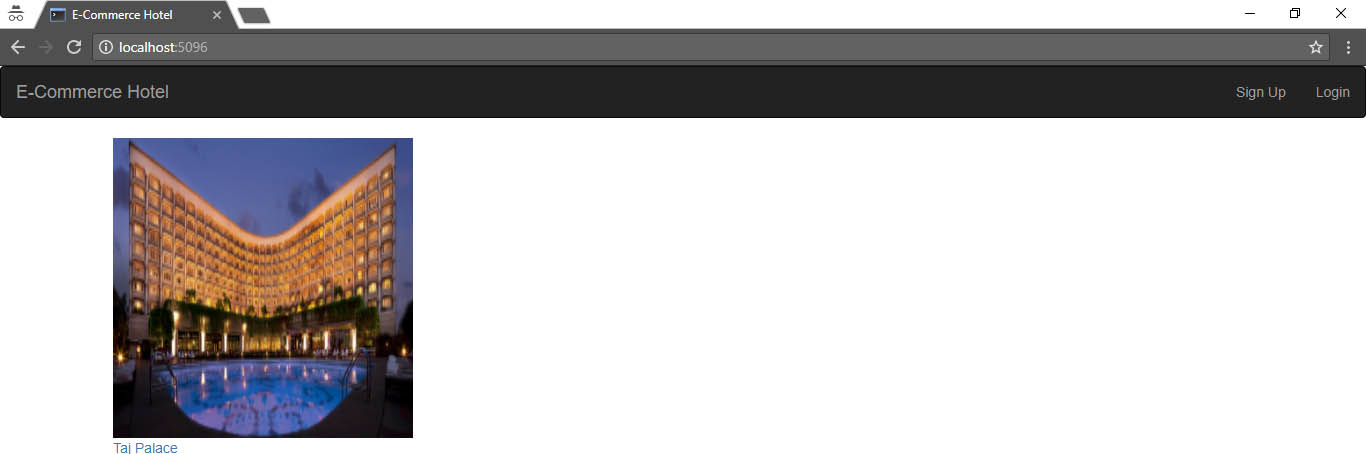 E-Commerce Hotel
localhost:5096
E-Commerce Hotel
Sign Up
Login
Taj Palace